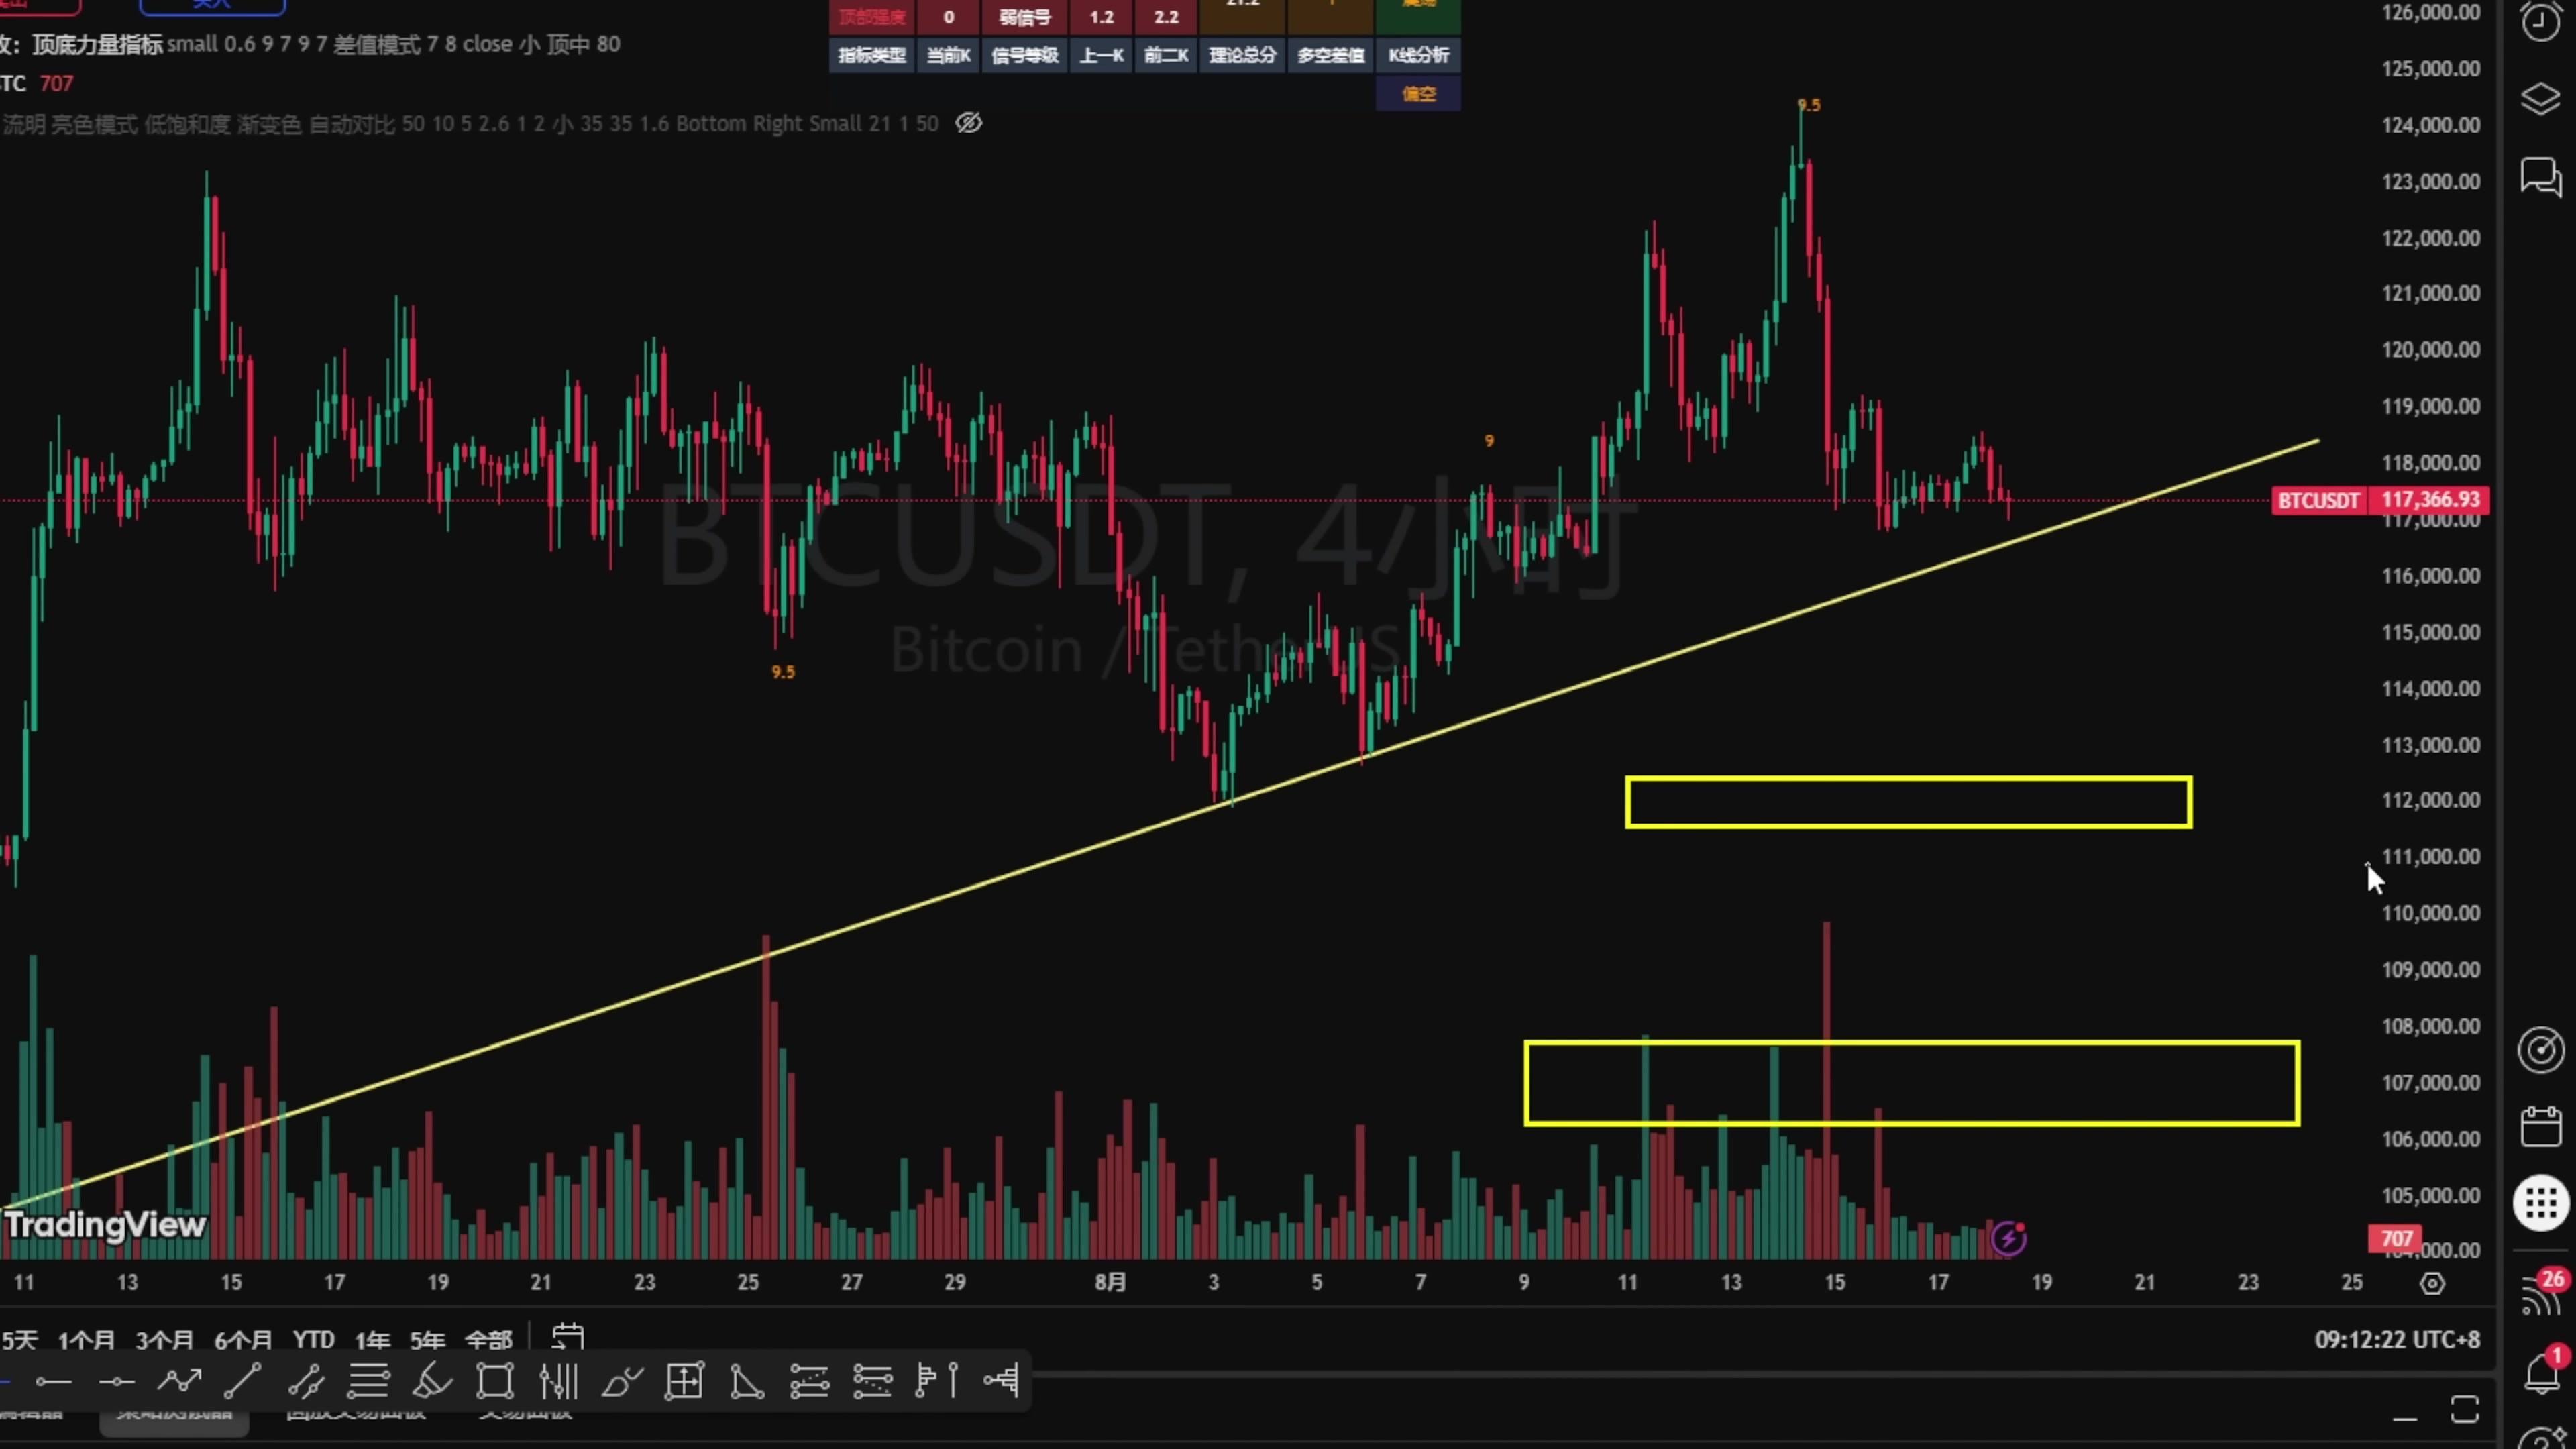 顶部强度 0 弱信号 1.2 2.2
攻：顶底力量指标 small 0.6 9 7 9 7 差值模式 7 8 close 小 顶中 80
指标类型 当前K 信号等级 上一K 前二K 理论总分 多空差值 K线分析
TC 707
偏空
流明 亮色模式 低饱和度 渐变色 自动对比 50 10 5 2.6 1 2 小 35 35 1.6 Bottom Right Small 21 1 50
9.5
9
9.5
BTCUSDT, 4小时
Bitcoin / TetherUS
126,000.00
125,000.00
124,000.00
123,000.00
122,000.00
121,000.00
120,000.00
119,000.00
118,000.00
BTCUSDT 117,366.93
117,000.00
116,000.00
115,000.00
114,000.00
113,000.00
112,000.00
111,000.00
110,000.00
109,000.00
108,000.00
107,000.00
106,000.00
105,000.00
707
000.00
TradingView
11 13 15 17 19 21 23 25 27 29 8月 3 5 7 9 11 13 15 17 19 21 23 25
26
5天 1个月 3个月 6个月 YTD 1年 5年 全部
09:12:22 UTC+8
1